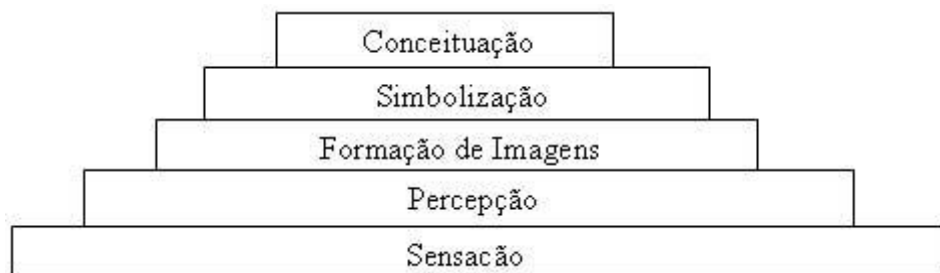 Conceituação
Simbolização
Formação de Imagens
Percepção
Sensação